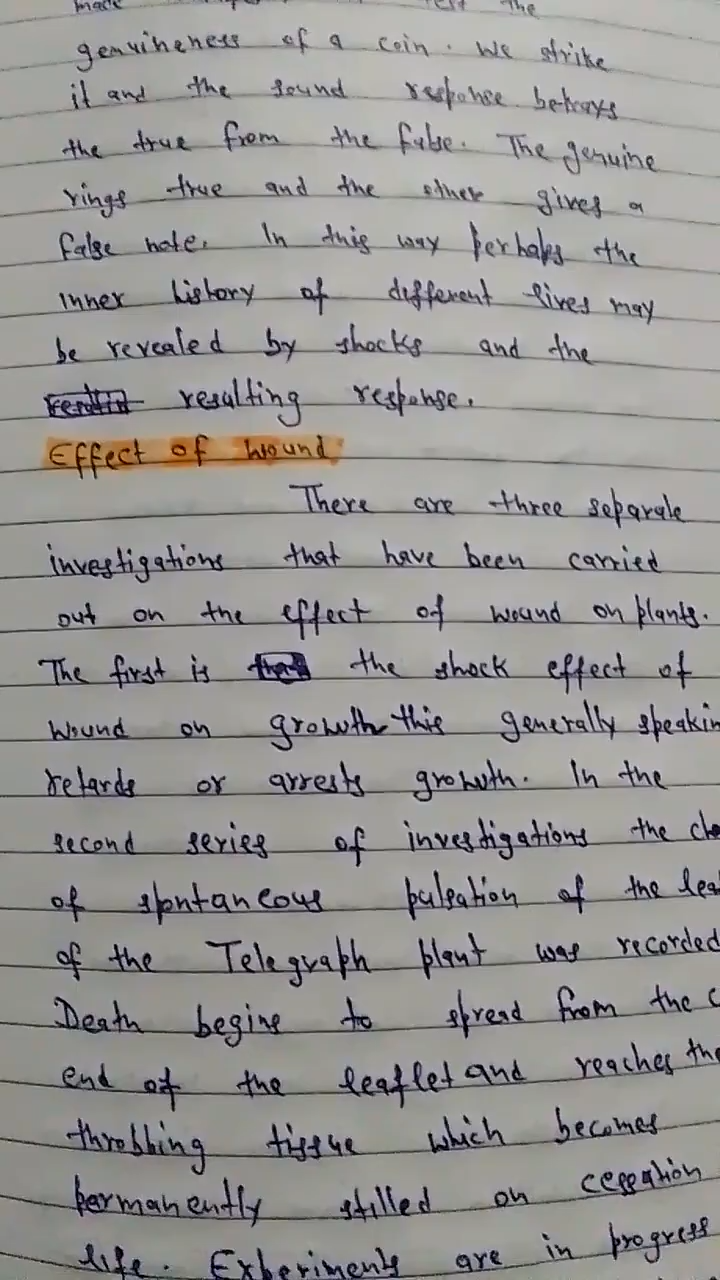 made the
genuineness of a coin. We strike
it and the sound response betrays
the true from the false. The genuine
rings true and the other gives a
false note. In this way perhaps the
inner history of different lives may
be revealed by shocks and the
resulting response.
Effect of wound
There are three separate
investigations that have been carried
out on the effect of wound on plants.
The first is the shock effect of
wound on growth this generally speakin
retards or arrests growth. In the
second series of investigations the
of spontaneous pulsation of the
of the Telegraph plant was recorded
Death begins to spread from the
end of the leaflet and reaches the
throbbing tissue which becomes
permanently stilled on cessation
life. Experiments are in progress